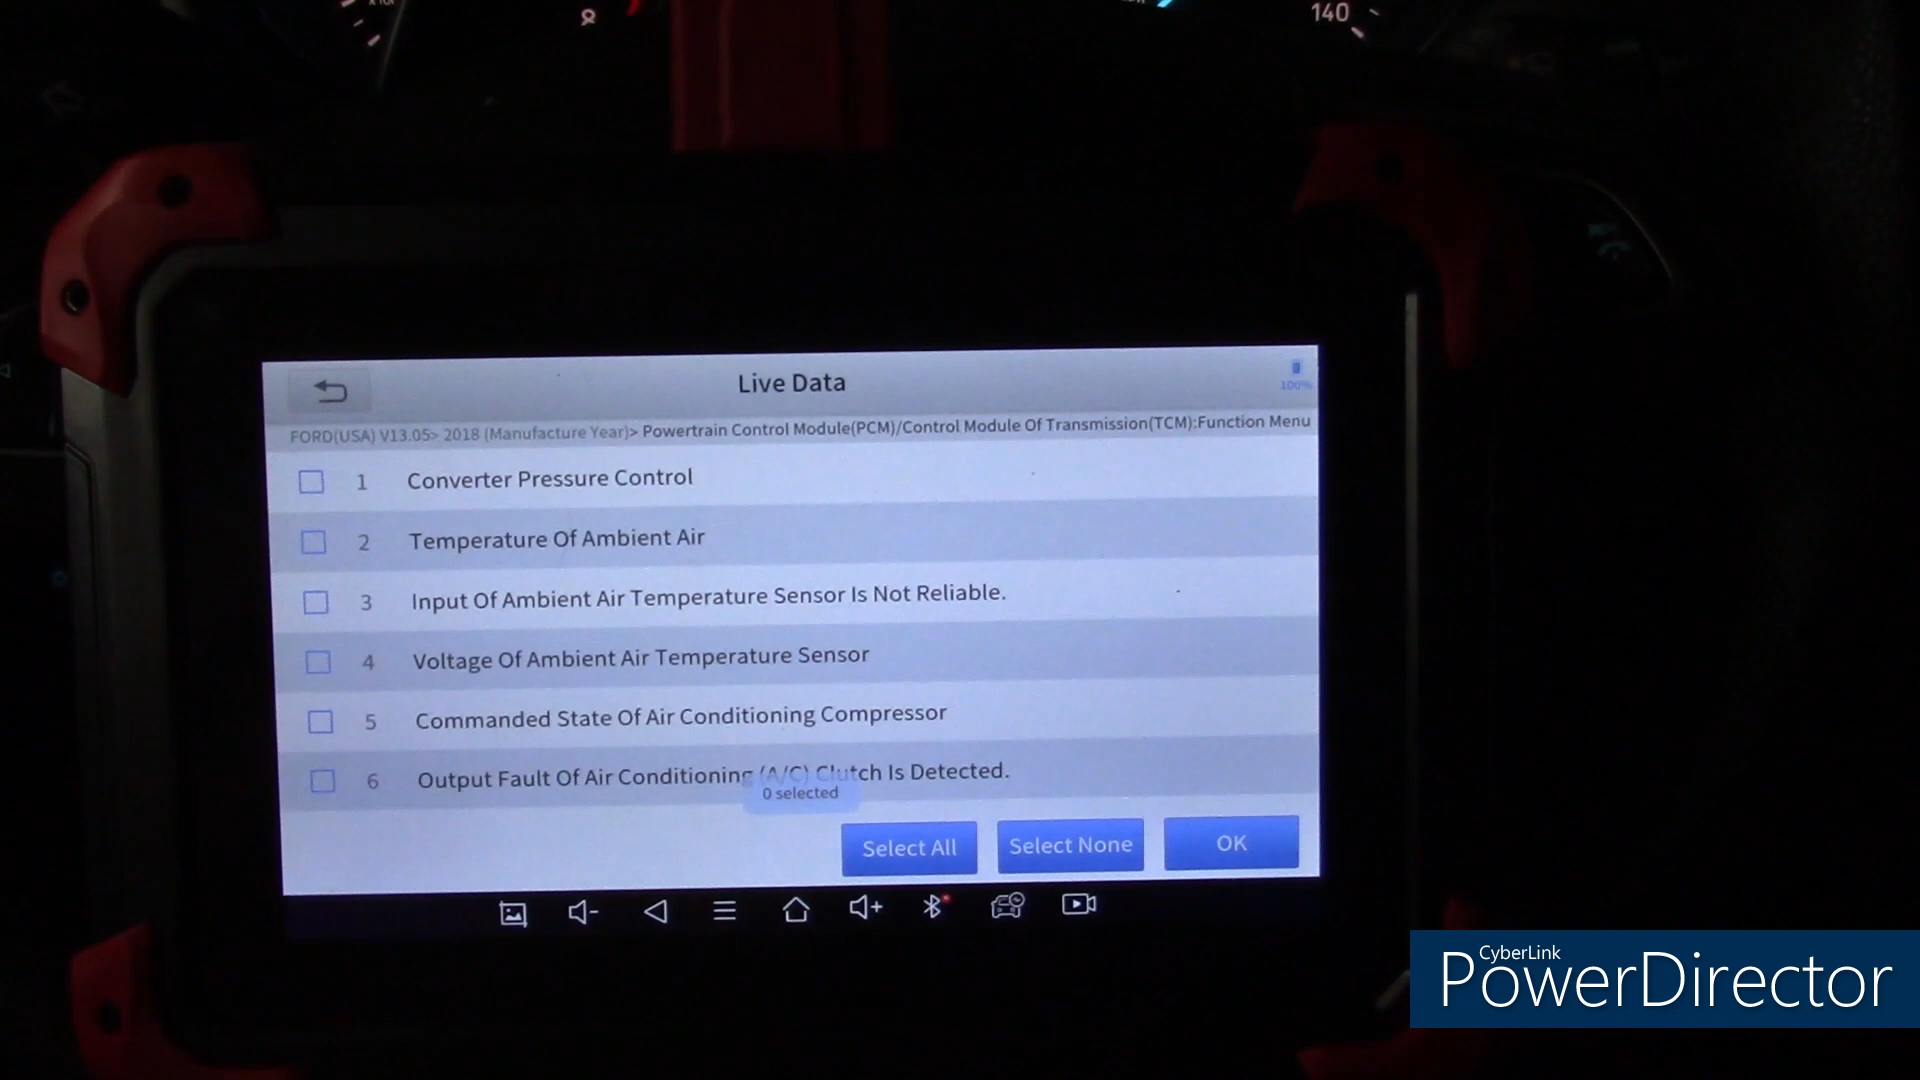 140
Live Data
100%
FORD(USA) V13.05> 2018 (Manufacture Year)> Powertrain Control Module(PCM)/Control Module Of Transmission(TCM):Function Menu
1 Converter Pressure Control
2 Temperature Of Ambient Air
3 Input Of Ambient Air Temperature Sensor Is Not Reliable.
4 Voltage Of Ambient Air Temperature Sensor
5 Commanded State Of Air Conditioning Compressor
6 Output Fault Of Air Conditioning (A/C) Clutch Is Detected.
0 selected
Select All Select None OK
CyberLink
PowerDirector